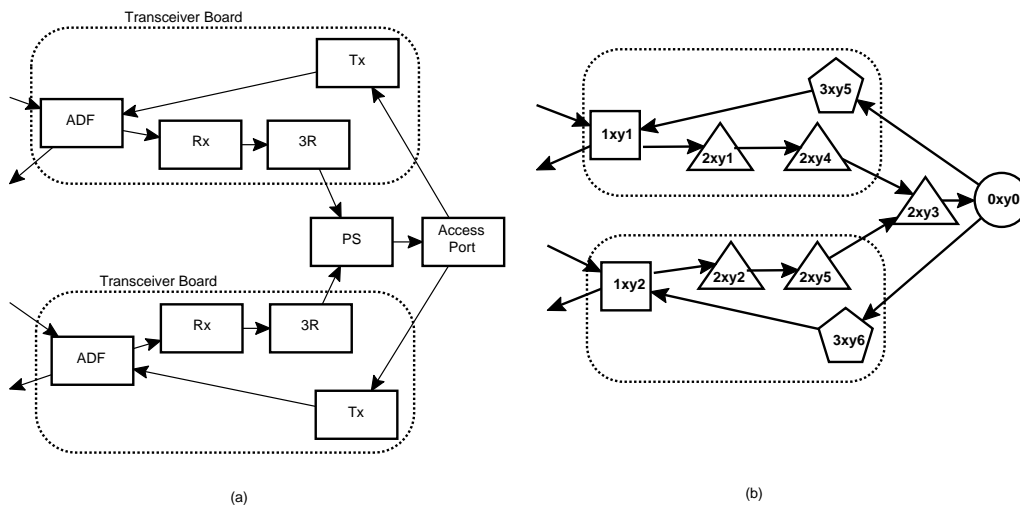 Transceiver Board
Tx
ADF
Rx
3R
PS
Access
Port
Transceiver Board
Rx
3R
ADF
Tx
(a)
3xy5
1xy1
2xy1
2xy4
0xy0
2xy3
1xy2
2xy2
2xy5
3xy6
(b)